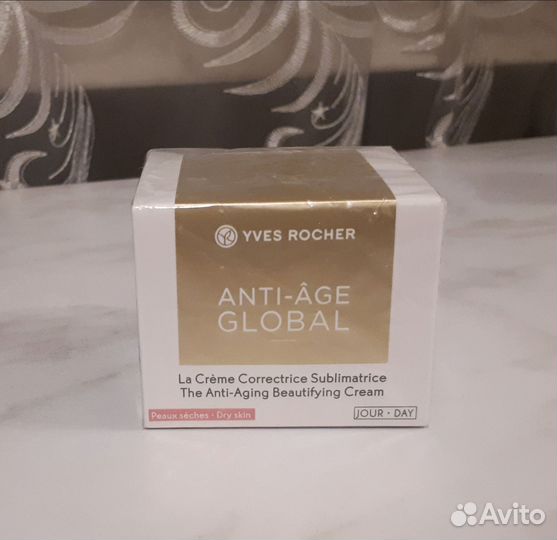 YVES ROCHER
ANTI-ÂGE
GLOBAL
La Crème Correctrice Sublimatrice
The Anti-Aging Beautifying Cream
Peaux sèches • Dry skin
JOUR • DAY
Avito